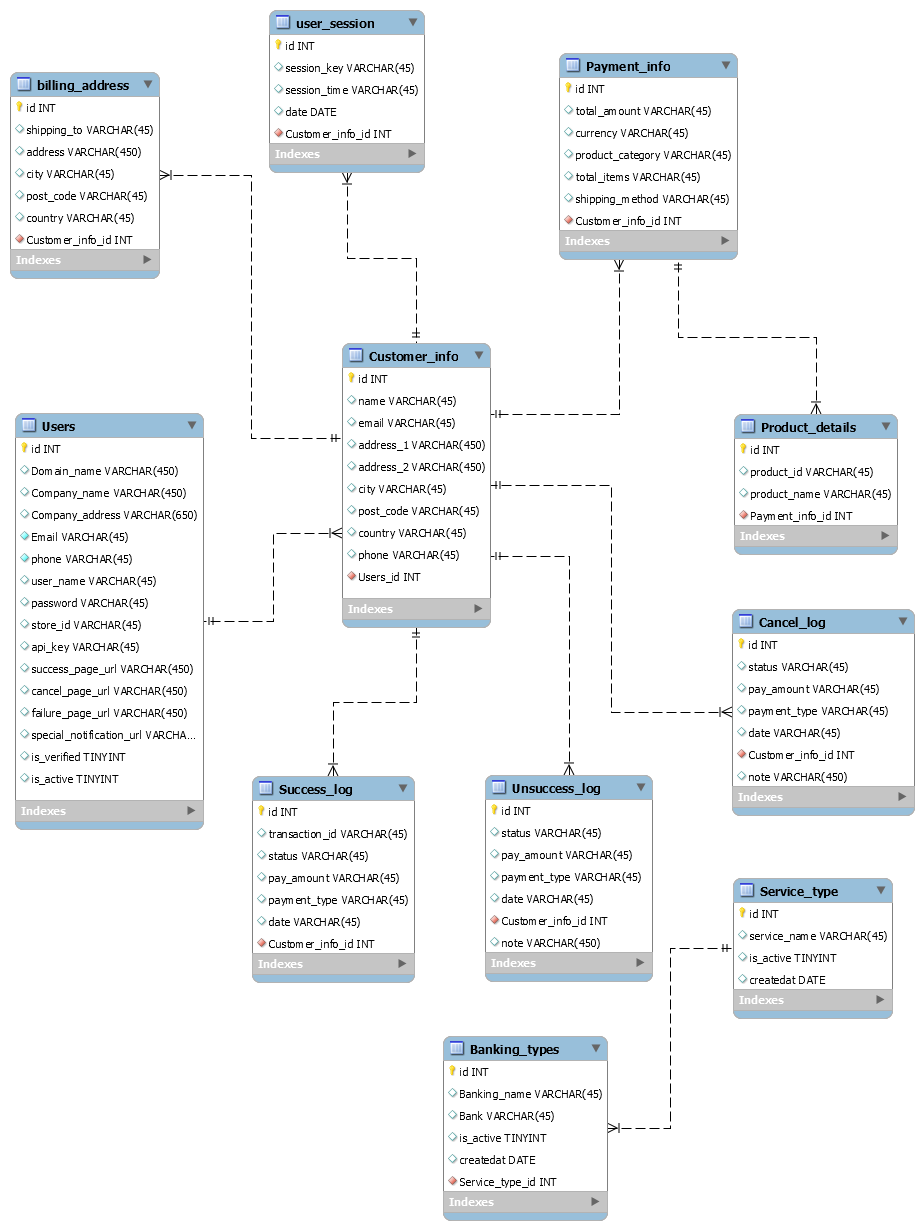 user_session
id INT
session_key VARCHAR(45)
session_time VARCHAR(45)
date DATE
Customer_info_id INT
Indexes
billing_address
id INT
shipping_to VARCHAR(45)
address VARCHAR(450)
city VARCHAR(45)
post_code VARCHAR(45)
country VARCHAR(45)
Customer_info_id INT
Indexes
Payment_info
id INT
total_amount VARCHAR(45)
currency VARCHAR(45)
product_category VARCHAR(45)
total_items VARCHAR(45)
shipping_method VARCHAR(45)
Customer_info_id INT
Indexes
Customer_info
id INT
name VARCHAR(45)
email VARCHAR(45)
address_1 VARCHAR(450)
address_2 VARCHAR(450)
city VARCHAR(45)
post_code VARCHAR(45)
country VARCHAR(45)
phone VARCHAR(45)
Users_id INT
Indexes
Users
id INT
Domain_name VARCHAR(450)
Company_name VARCHAR(450)
Company_address VARCHAR(650)
Email VARCHAR(45)
phone VARCHAR(45)
user_name VARCHAR(45)
password VARCHAR(45)
store_id VARCHAR(45)
api_key VARCHAR(45)
success_page_url VARCHAR(450)
cancel_page_url VARCHAR(450)
failure_page_url VARCHAR(450)
special_notification_url VARCHA...
is_verified TINYINT
is_active TINYINT
Indexes
Product_details
id INT
product_id VARCHAR(45)
product_name VARCHAR(45)
Payment_info_id INT
Indexes
Cancel_log
id INT
status VARCHAR(45)
pay_amount VARCHAR(45)
payment_type VARCHAR(45)
date VARCHAR(45)
Customer_info_id INT
note VARCHAR(450)
Indexes
Success_log
id INT
transaction_id VARCHAR(45)
status VARCHAR(45)
pay_amount VARCHAR(45)
payment_type VARCHAR(45)
date VARCHAR(45)
Customer_info_id INT
Indexes
Unsuccess_log
id INT
status VARCHAR(45)
pay_amount VARCHAR(45)
payment_type VARCHAR(45)
date VARCHAR(45)
Customer_info_id INT
note VARCHAR(450)
Indexes
Service_type
id INT
service_name VARCHAR(45)
is_active TINYINT
createdat DATE
Indexes
Banking_types
id INT
Banking_name VARCHAR(45)
Bank VARCHAR(45)
is_active TINYINT
createdat DATE
Service_type_id INT
Indexes